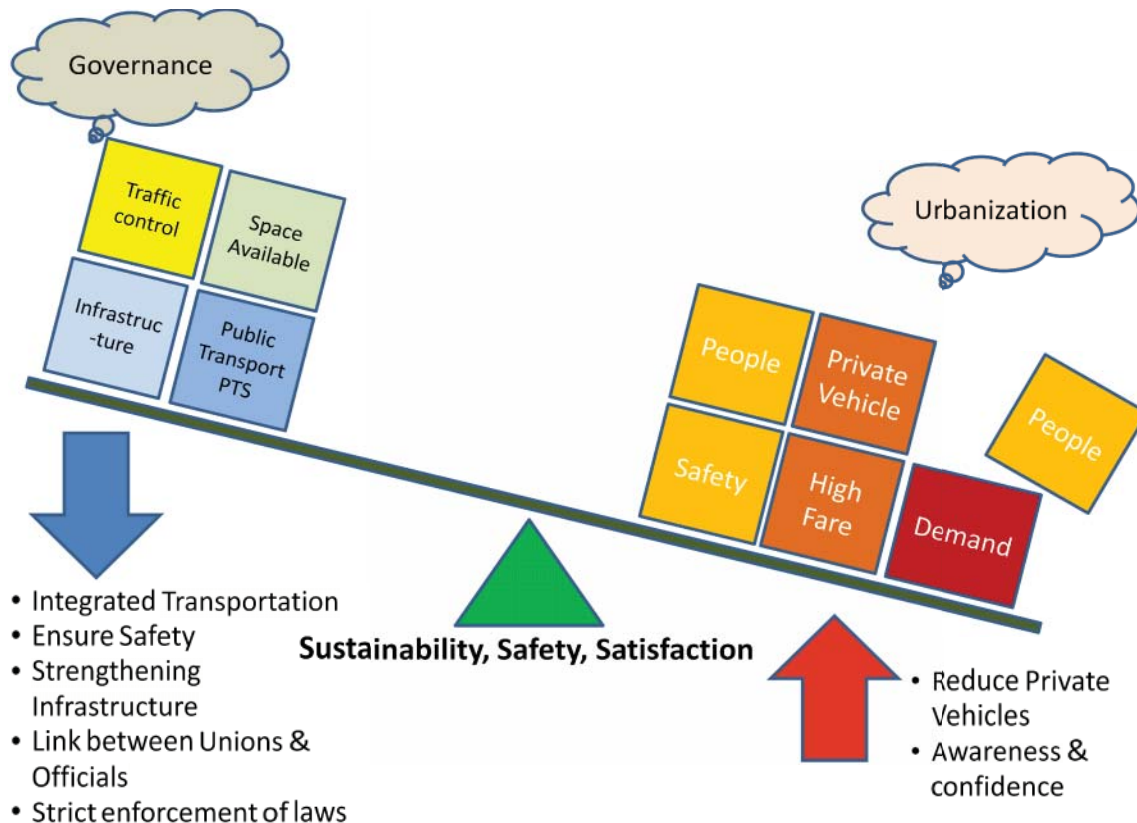 Governance
Traffic
control
Space
Available
Infrastruc
-ture
Public
Transport
PTS
Urbanization
People
Private
Vehicle
People
Safety
High
Fare
Demand
• Integrated Transportation
• Ensure Safety
• Strengthening
Infrastructure
• Link between Unions &
Officials
• Strict enforcement of laws
Sustainability, Safety, Satisfaction
• Reduce Private
Vehicles
• Awareness &
confidence